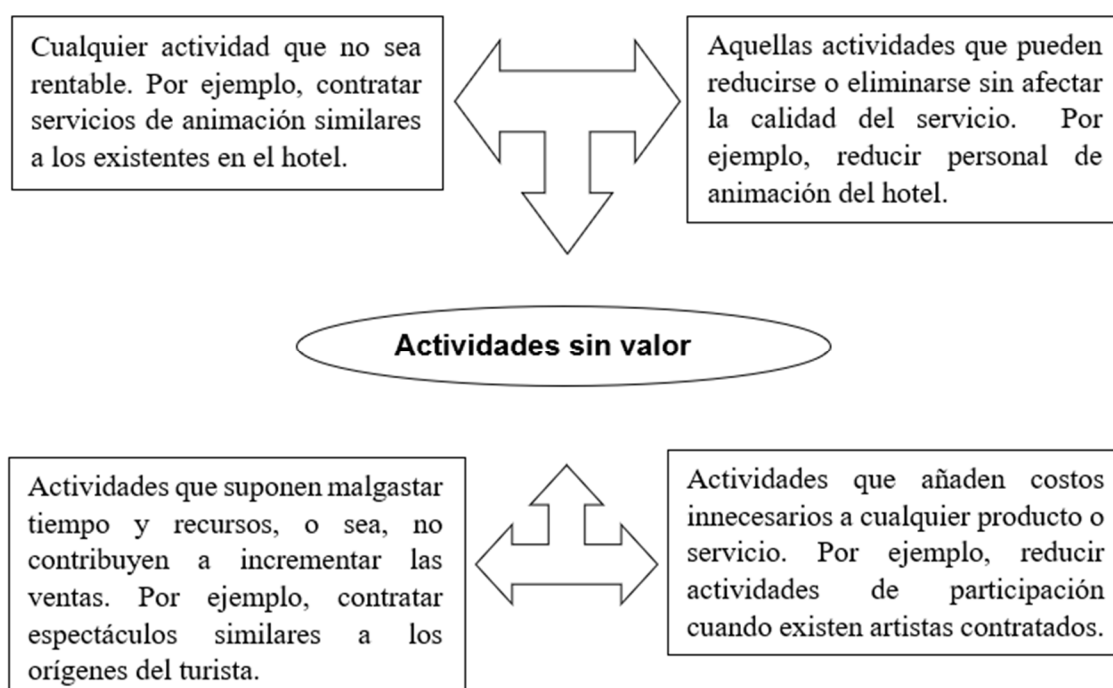 Cualquier actividad que no sea
rentable. Por ejemplo, contratar
servicios de animación similares
a los existentes en el hotel.
Aquellas actividades que pueden
reducirse o eliminarse sin afectar
la calidad del servicio. Por
ejemplo, reducir personal de
animación del hotel.
Actividades sin valor
Actividades que suponen malgastar
tiempo y recursos, o sea, no
contribuyen a incrementar las
ventas. Por ejemplo, contratar
espectáculos similares a los
orígenes del turista.
Actividades que añaden costos
innecesarios a cualquier producto o
servicio. Por ejemplo, reducir
actividades de participación
cuando existen artistas contratados.